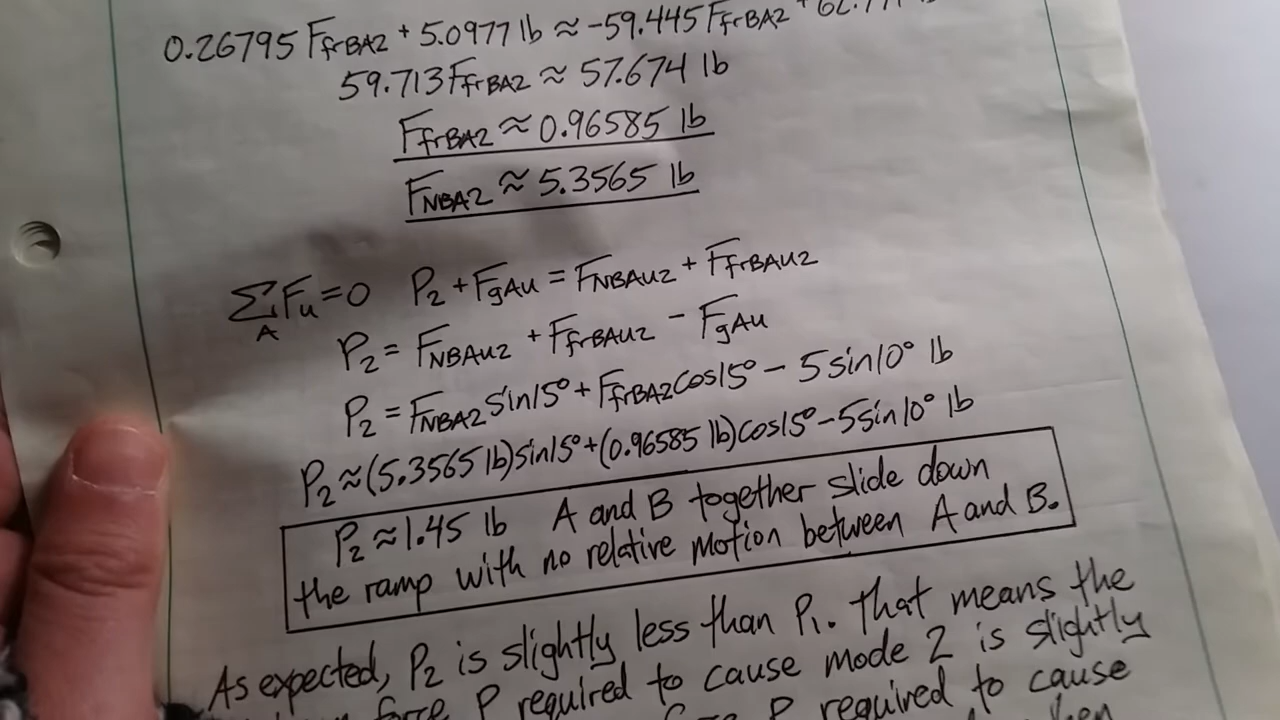 0.26795 FfrBA2 + 5.0977 lb ≈ -59.445 FfrBA2 +
59.713 FfrBA2 ≈ 57.674 lb
FfrBA2 ≈ 0.96585 lb
FNBA2 ≈ 5.3565 lb
∑Fu=0 P2 + FgAu = FNBAu2 + FfrBAu2
A
P2 = FNBAu2 + FfrBAu2 - FgAu
P2 = FNBA2 sin15° + FfrBA2 cos15° - 5 sin10° lb
P2 ≈ (5.3565 lb) sin15° + (0.96585 lb) cos15° - 5 sin10° lb
P2 ≈ 1.45 lb A and B together slide down
the ramp with no relative motion between A and B.
As expected, P2 is slightly less than P1. That means the
force P required to cause mode 2 is slightly
P required to cause